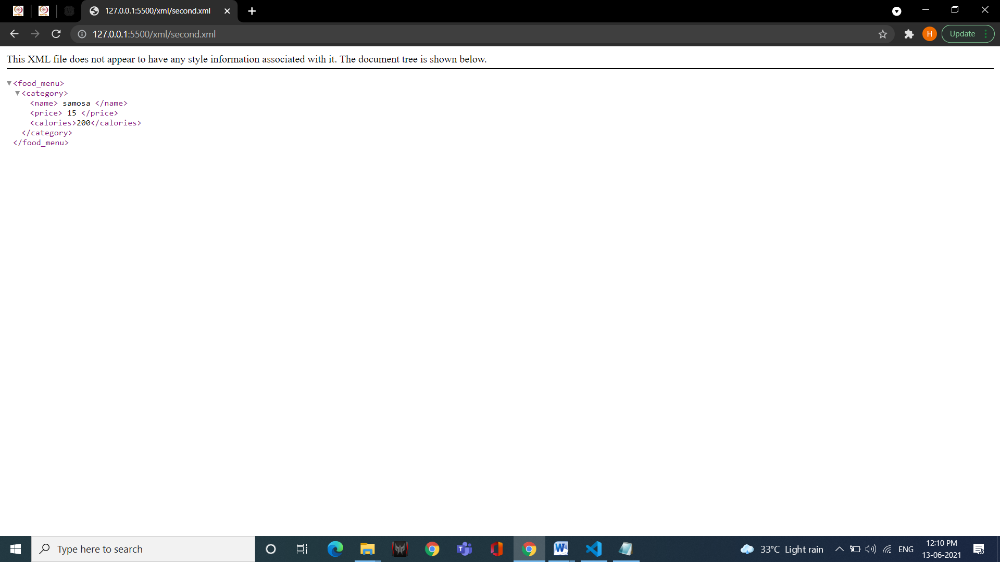 127.0.0.1:5500/xml/second.xml
127.0.0.1:5500/xml/second.xml
H
Update
This XML file does not appear to have any style information associated with it. The document tree is shown below.
<food_menu>
<category>
<name> samosa </name>
<price> 15 </price>
<calories>200</calories>
</category>
</food_menu>
Type here to search
33°C Light rain
ENG
12:10 PM
13-06-2021